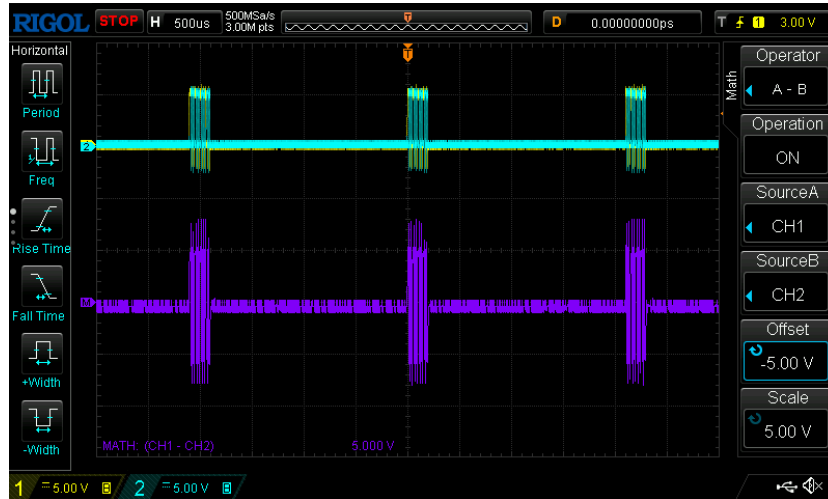 RIGOL STOP H 500us 500MSa/s 3.00M pts D 0.00000000ps T 1 3.00 V
Horizontal
Period
Freq
Rise Time
Fall Time
+Width
-Width
T
2
M
MATH: (CH1 - CH2) 5.000 V
Math
Operator
A - B
Operation
ON
SourceA
CH1
SourceB
CH2
Offset
-5.00 V
Scale
5.00 V
1 5.00 V B 2 5.00 V B